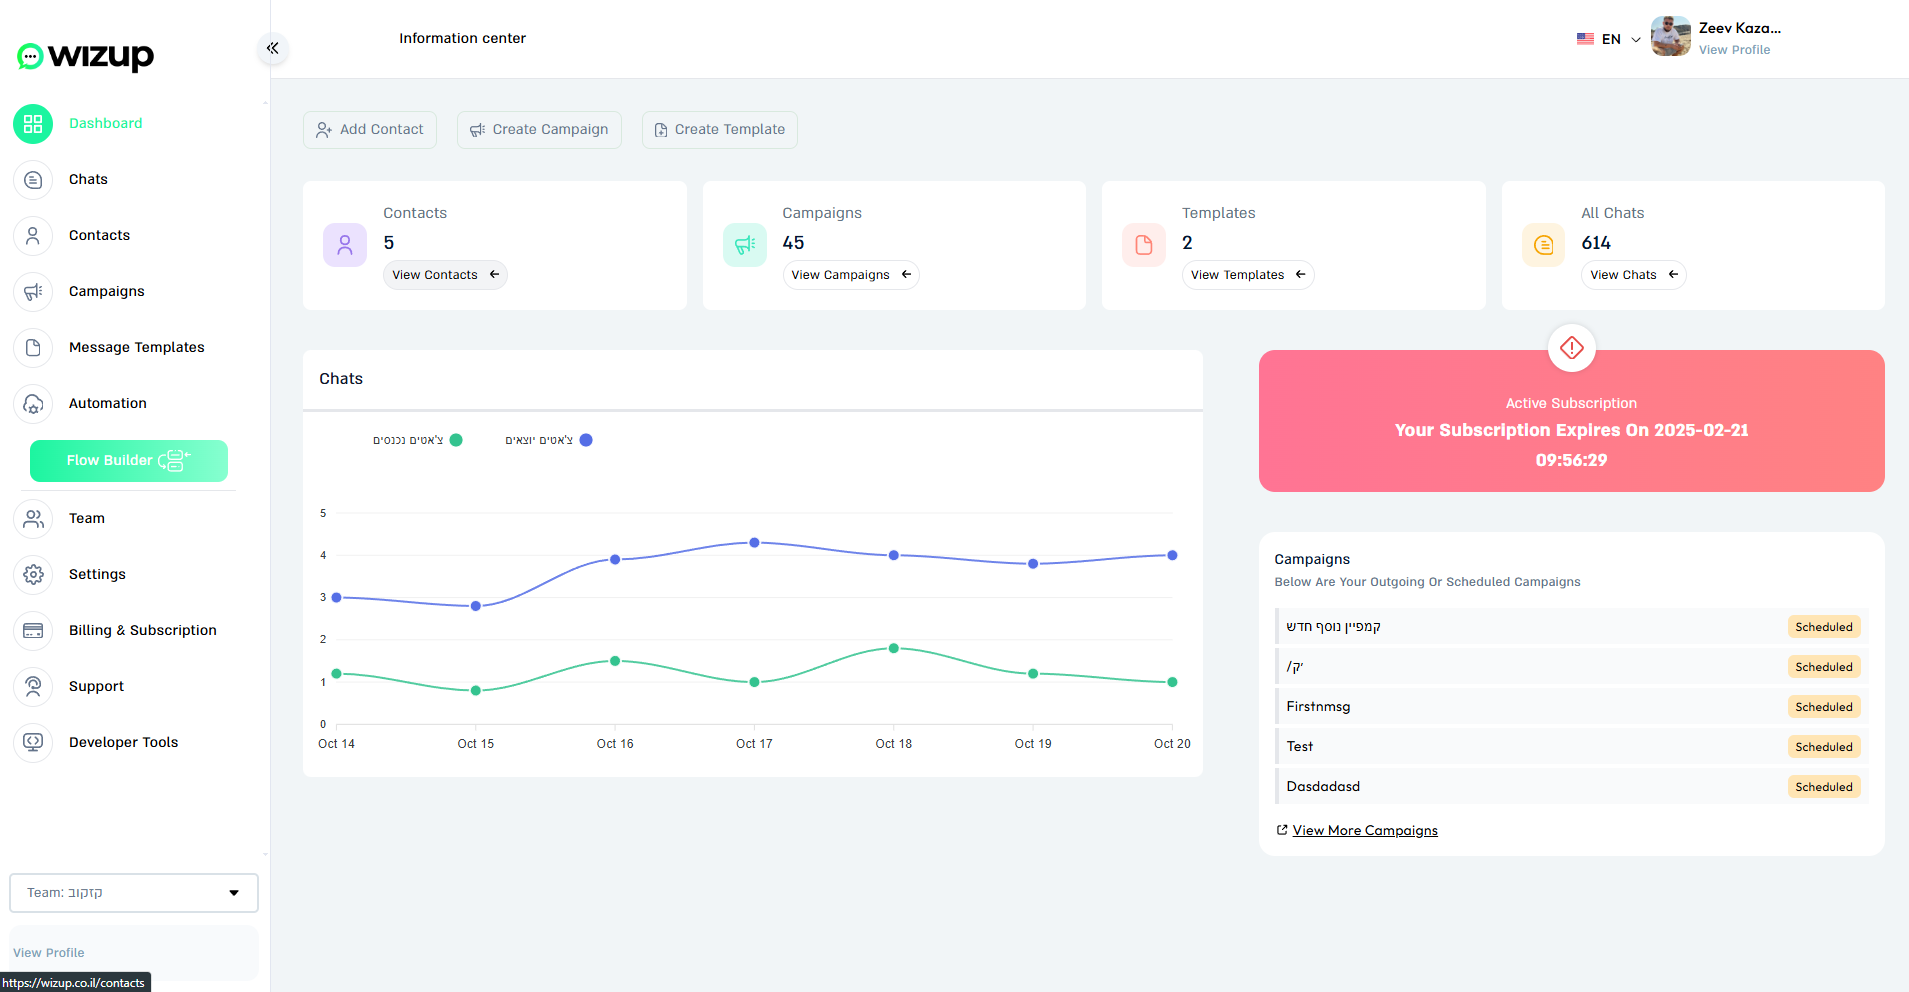 wizup
Dashboard
Chats
Contacts
Campaigns
Message Templates
Automation
Flow Builder
Team
Settings
Billing & Subscription
Support
Developer Tools
Team: קזקוב
View Profile
https://wizup.co.il/contacts
Information center
EN
Zeev Kaza...
View Profile
Add Contact
Create Campaign
Create Template
Contacts
5
View Contacts
Campaigns
45
View Campaigns
Templates
2
View Templates
All Chats
614
View Chats
Chats
צ'אטים נכנסים
צ'אטים יוצאים
5
4
3
2
1
0
Oct 14
Oct 15
Oct 16
Oct 17
Oct 18
Oct 19
Oct 20
Active Subscription
Your Subscription Expires On 2025-02-21
09:56:29
Campaigns
Below Are Your Outgoing Or Scheduled Campaigns
קמפיין נוסף חדש
Scheduled
/ק'
Scheduled
Firstnmsg
Scheduled
Test
Scheduled
Dasdadasd
Scheduled
View More Campaigns